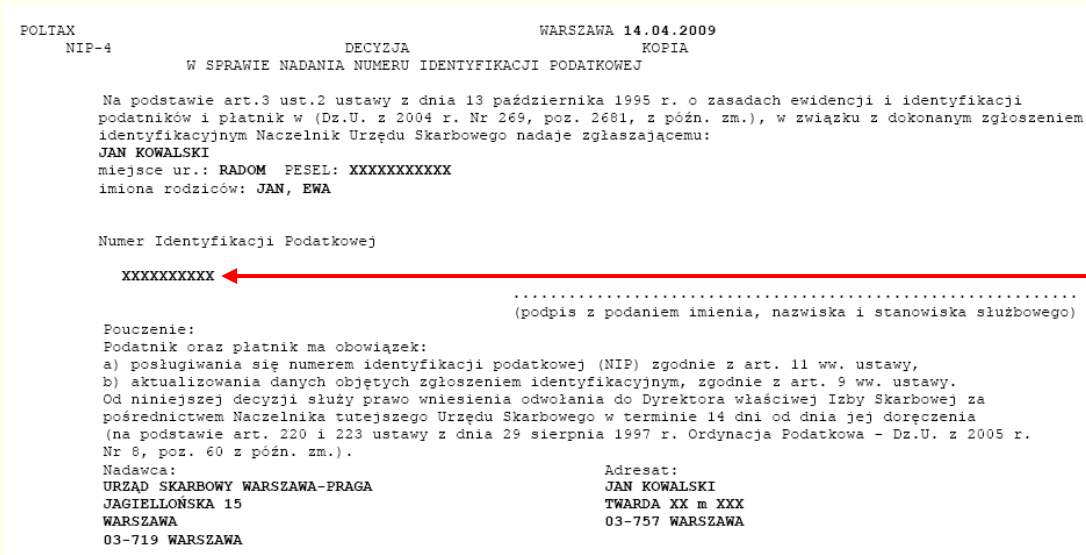 POLTAX WARSZAWA 14.04.2009
NIP-4 DECYZJA KOPIA
W SPRAWIE NADANIA NUMERU IDENTYFIKACJI PODATKOWEJ
Na podstawie art.3 ust.2 ustawy z dnia 13 października 1995 r. o zasadach ewidencji i identyfikacji
podatników i płatnik w (Dz.U. z 2004 r. Nr 269, poz. 2681, z późn. zm.), w związku z dokonanym zgłoszeniem
identyfikacyjnym Naczelnik Urzędu Skarbowego nadaje zgłaszającemu:
JAN KOWALSKI
miejsce ur.: RADOM PESEL: XXXXXXXXXXX
imiona rodziców: JAN, EWA
Numer Identyfikacji Podatkowej
XXXXXXXXXX
.............................................................
(podpis z podaniem imienia, nazwiska i stanowiska służbowego)
Pouczenie:
Podatnik oraz płatnik ma obowiązek:
a) posługiwania się numerem identyfikacji podatkowej (NIP) zgodnie z art. 11 ww. ustawy,
b) aktualizowania danych objętych zgłoszeniem identyfikacyjnym, zgodnie z art. 9 ww. ustawy.
Od niniejszej decyzji służy prawo wniesienia odwołania do Dyrektora właściwej Izby Skarbowej za
pośrednictwem Naczelnika tutejszego Urzędu Skarbowego w terminie 14 dni od dnia jej doręczenia
(na podstawie art. 220 i 223 ustawy z dnia 29 sierpnia 1997 r. Ordynacja Podatkowa - Dz.U. z 2005 r.
Nr 8, poz. 60 z późn. zm.).
Nadawca: Adresat:
URZĄD SKARBOWY WARSZAWA-PRAGA JAN KOWALSKI
JAGIELLOŃSKA 15 TWARDA XX m XXX
WARSZAWA 03-757 WARSZAWA
03-719 WARSZAWA